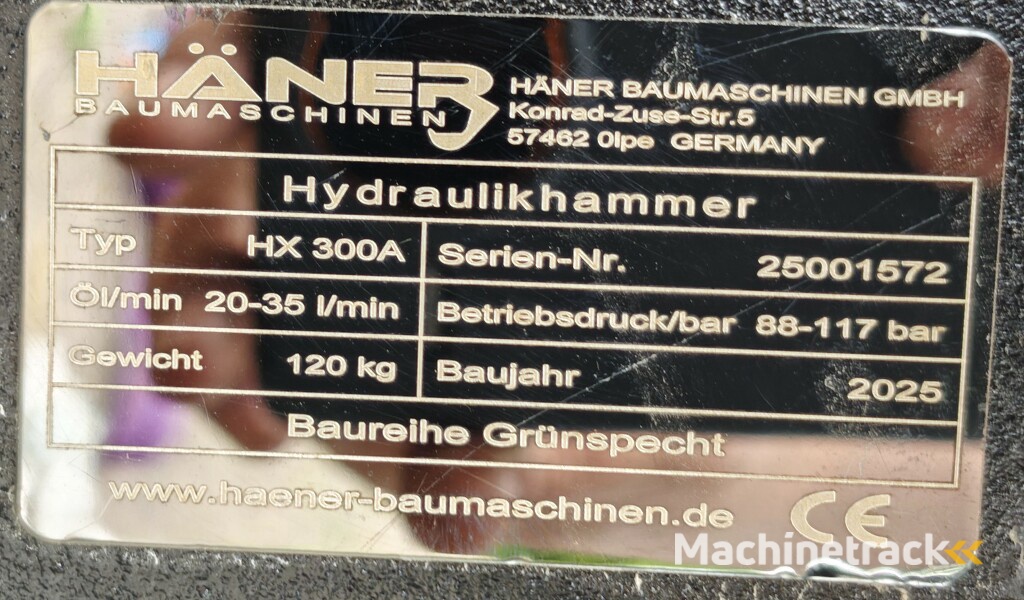 HÄNER
BAUMASCHINEN
HÄNER BAUMASCHINEN GMBH
Konrad-Zuse-Str.5
57462 Olpe GERMANY
Hydraulikhammer
Typ HX 300A
Serien-Nr. 25001572
Öl/min 20-35 l/min
Betriebsdruck/bar 88-117 bar
Gewicht 120 kg
Baujahr 2025
Baureihe Grünspecht
www.haener-baumaschinen.de
CE
Machinetrack